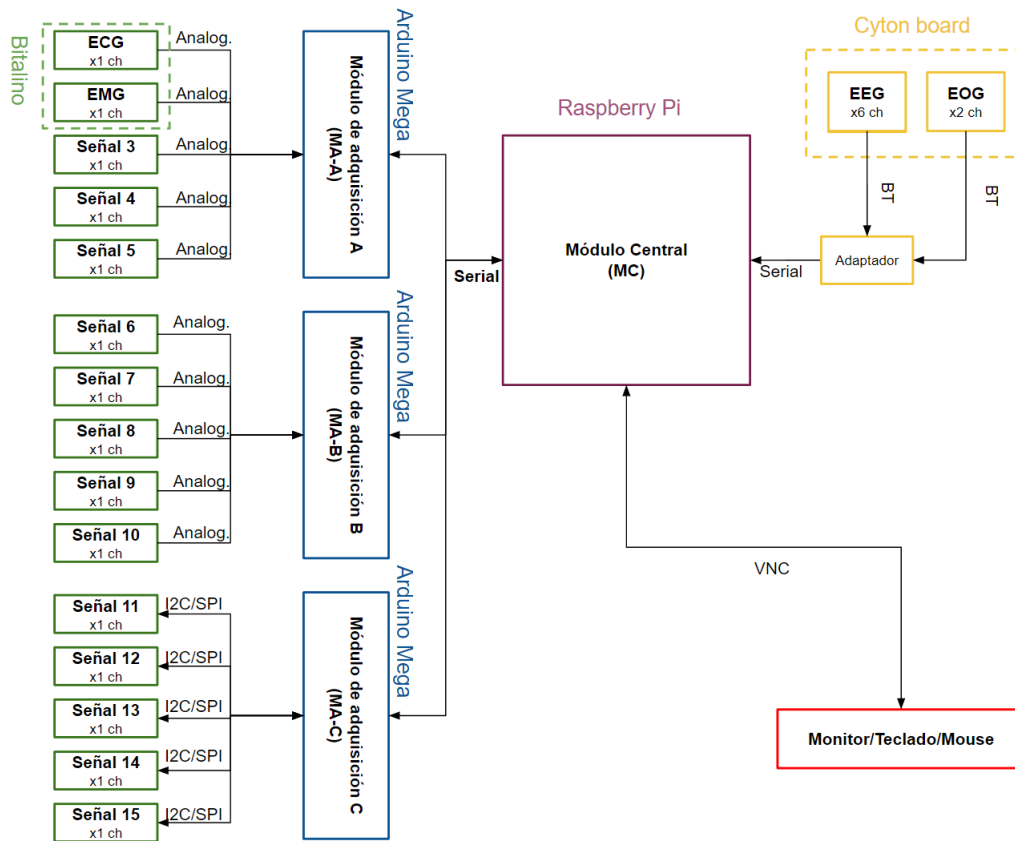 Bitalino
ECG
x1 ch
Analog.
EMG
x1 ch
Analog.
Señal 3
x1 ch
Analog.
Señal 4
x1 ch
Analog.
Señal 5
x1 ch
Analog.
Módulo de adquisición A
(MA-A)
Arduino Mega
Señal 6
x1 ch
Analog.
Señal 7
x1 ch
Analog.
Señal 8
x1 ch
Analog.
Señal 9
x1 ch
Analog.
Señal 10
x1 ch
Analog.
Módulo de adquisición B
(MA-B)
Arduino Mega
Señal 11
x1 ch
I2C/SPI
Señal 12
x1 ch
I2C/SPI
Señal 13
x1 ch
I2C/SPI
Señal 14
x1 ch
I2C/SPI
Señal 15
x1 ch
I2C/SPI
Módulo de adquisición C
(MA-C)
Arduino Mega
Serial
Raspberry Pi
Módulo Central
(MC)
Cyton board
EEG
x6 ch
EOG
x2 ch
BT
BT
Adaptador
Serial
VNC
Monitor/Teclado/Mouse